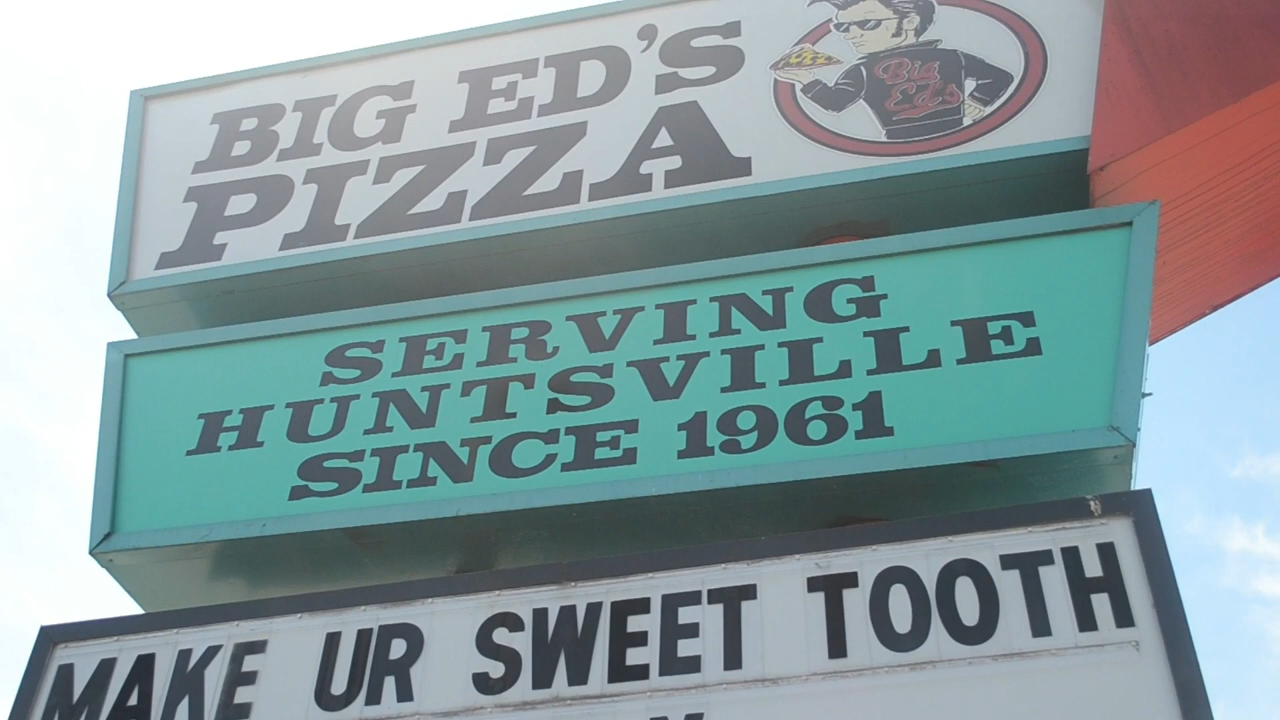 BIG ED'S
PIZZA
Big
Ed's
SERVING
HUNTSVILLE
SINCE 1961
MAKE UR SWEET TOOTH